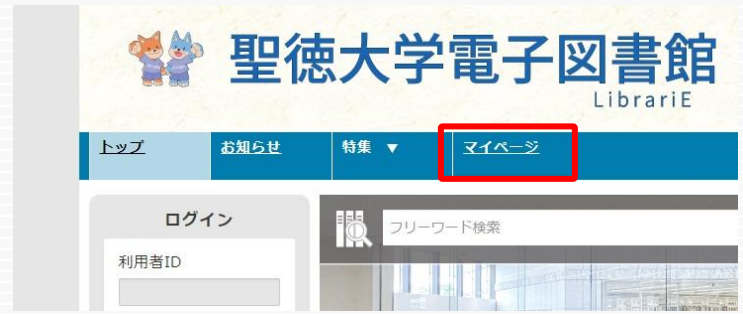 聖徳大学電子図書館
LibrariE
トップ お知らせ 特集 ▼ マイページ
ログイン
フリーワード検索
利用者ID